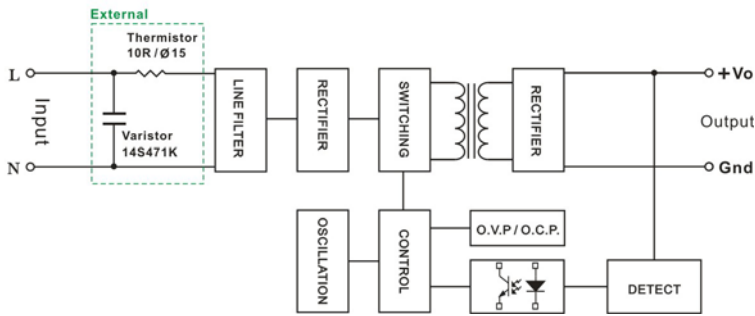 External
Thermistor
10R / Ø15
L
Input
N
Varistor
14S471K
LINE FILTER
RECTIFIER
SWITCHING
RECTIFIER
+Vo
Output
Gnd
OSCILLATION
CONTROL
O.V.P / O.C.P.
DETECT